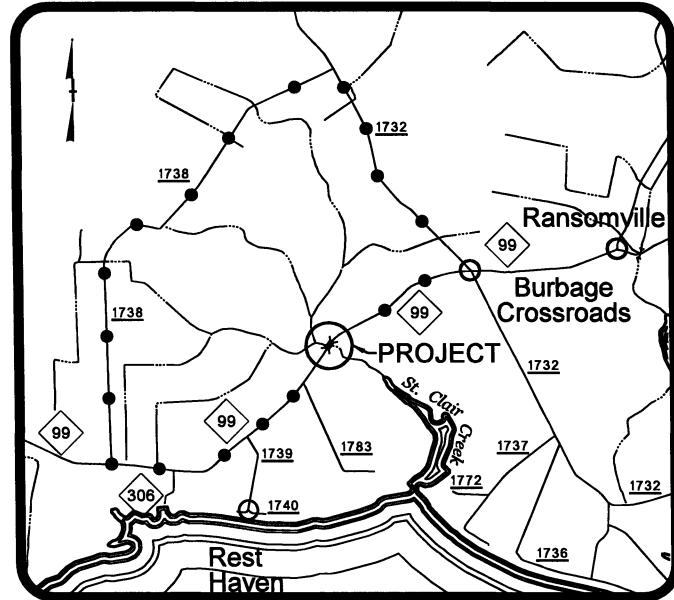 1732
1738
Ransomville
99
Burbage
Crossroads
1738
99
PROJECT
1732
St. Clair
Creek
99
99
1739
1783
1737
1772
1732
306
1740
1736
Rest
Haven